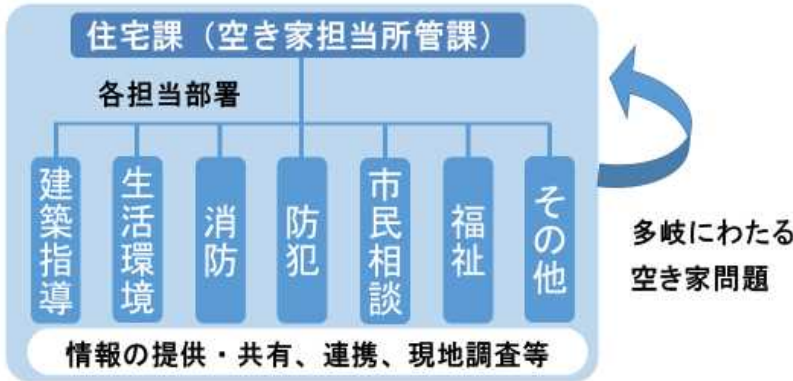 住宅課（空き家担当所管課）
各担当部署
建築指導
生活環境
消防
防犯
市民相談
福祉
その他
情報の提供・共有、連携、現地調査等
多岐にわたる
空き家問題